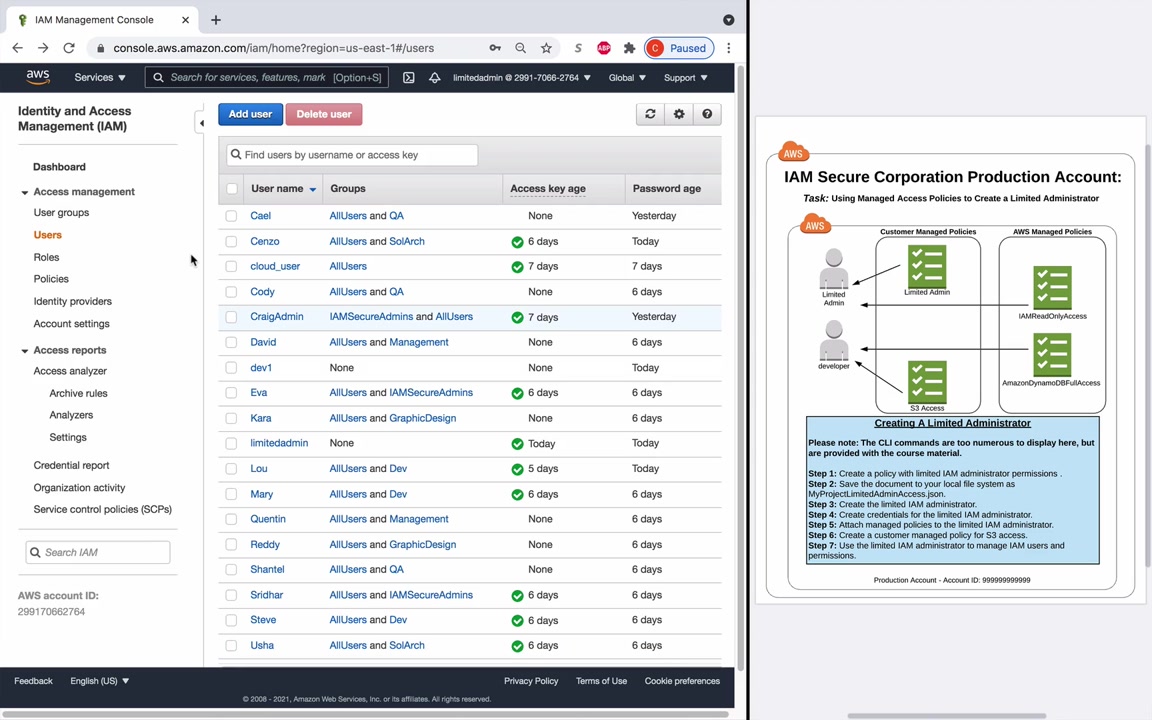 IAM Management Console
console.aws.amazon.com/iam/home?region=us-east-1#/users
S
ABP
C Paused
aws
Services
Search for services, features, mark [Option+S]
limitedadmin @ 2991-7066-2764
Global
Support
Identity and Access
Management (IAM)
Dashboard
Access management
User groups
Users
Roles
Policies
Identity providers
Account settings
Access reports
Access analyzer
Archive rules
Analyzers
Settings
Credential report
Organization activity
Service control policies (SCPs)
Search IAM
AWS account ID:
299170662764
Add user Delete user
Find users by username or access key
User name Groups Access key age Password age
Cael AllUsers and QA None Yesterday
Cenzo AllUsers and SolArch 6 days Today
cloud_user AllUsers 7 days 7 days
Cody AllUsers and QA None 6 days
CraigAdmin IAMSecureAdmins and AllUsers 7 days Yesterday
David AllUsers and Management None 6 days
dev1 None None Today
Eva AllUsers and IAMSecureAdmins 6 days 6 days
Kara AllUsers and GraphicDesign None 6 days
limitedadmin None Today Today
Lou AllUsers and Dev 5 days Today
Mary AllUsers and Dev 6 days 6 days
Quentin AllUsers and Management None 6 days
Reddy AllUsers and GraphicDesign None 6 days
Shantel AllUsers and QA None 6 days
Sridhar AllUsers and IAMSecureAdmins 6 days 6 days
Steve AllUsers and Dev 6 days 6 days
Usha AllUsers and SolArch 6 days 6 days
Feedback English (US) Privacy Policy Terms of Use Cookie preferences
© 2008 - 2021, Amazon Web Services, Inc. or its affiliates. All rights reserved.
AWS
IAM Secure Corporation Production Account:
Task: Using Managed Access Policies to Create a Limited Administrator
AWS
Customer Managed Policies
AWS Managed Policies
Limited
Admin
Limited Admin
IAMReadOnlyAccess
developer
S3 Access
AmazonDynamoDBFullAccess
Creating A Limited Administrator
Please note: The CLI commands are too numerous to display here, but
are provided with the course material.
Step 1: Create a policy with limited IAM administrator permissions .
Step 2: Save the document to your local file system as
MyProjectLimitedAdminAccess.json.
Step 3: Create the limited IAM administrator.
Step 4: Create credentials for the limited IAM administrator.
Step 5: Attach managed policies to the limited IAM administrator.
Step 6: Create a customer managed policy for S3 access.
Step 7: Use the limited IAM administrator to manage IAM users and
permissions.
Production Account - Account ID: 999999999999